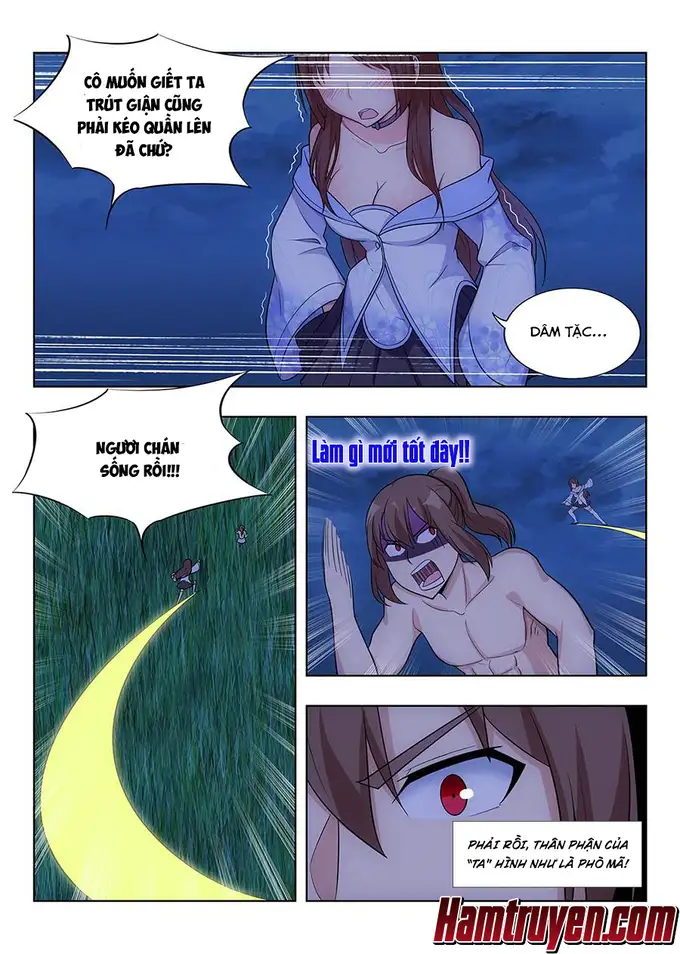 CÔ MUỐN GIẾT TA
TRÚT GIẬN CŨNG
PHẢI KÉO QUẦN LÊN
ĐÃ CHỨ?
DÂM TẶC...
NGƯƠI CHÁN
SỐNG RỒI!!!
Làm gì mới tốt đây!!
PHẢI RỒI, THÂN PHẬN CỦA
"TA" HÌNH NHƯ LÀ PHÒ MÃ!
Hamtruyen.com